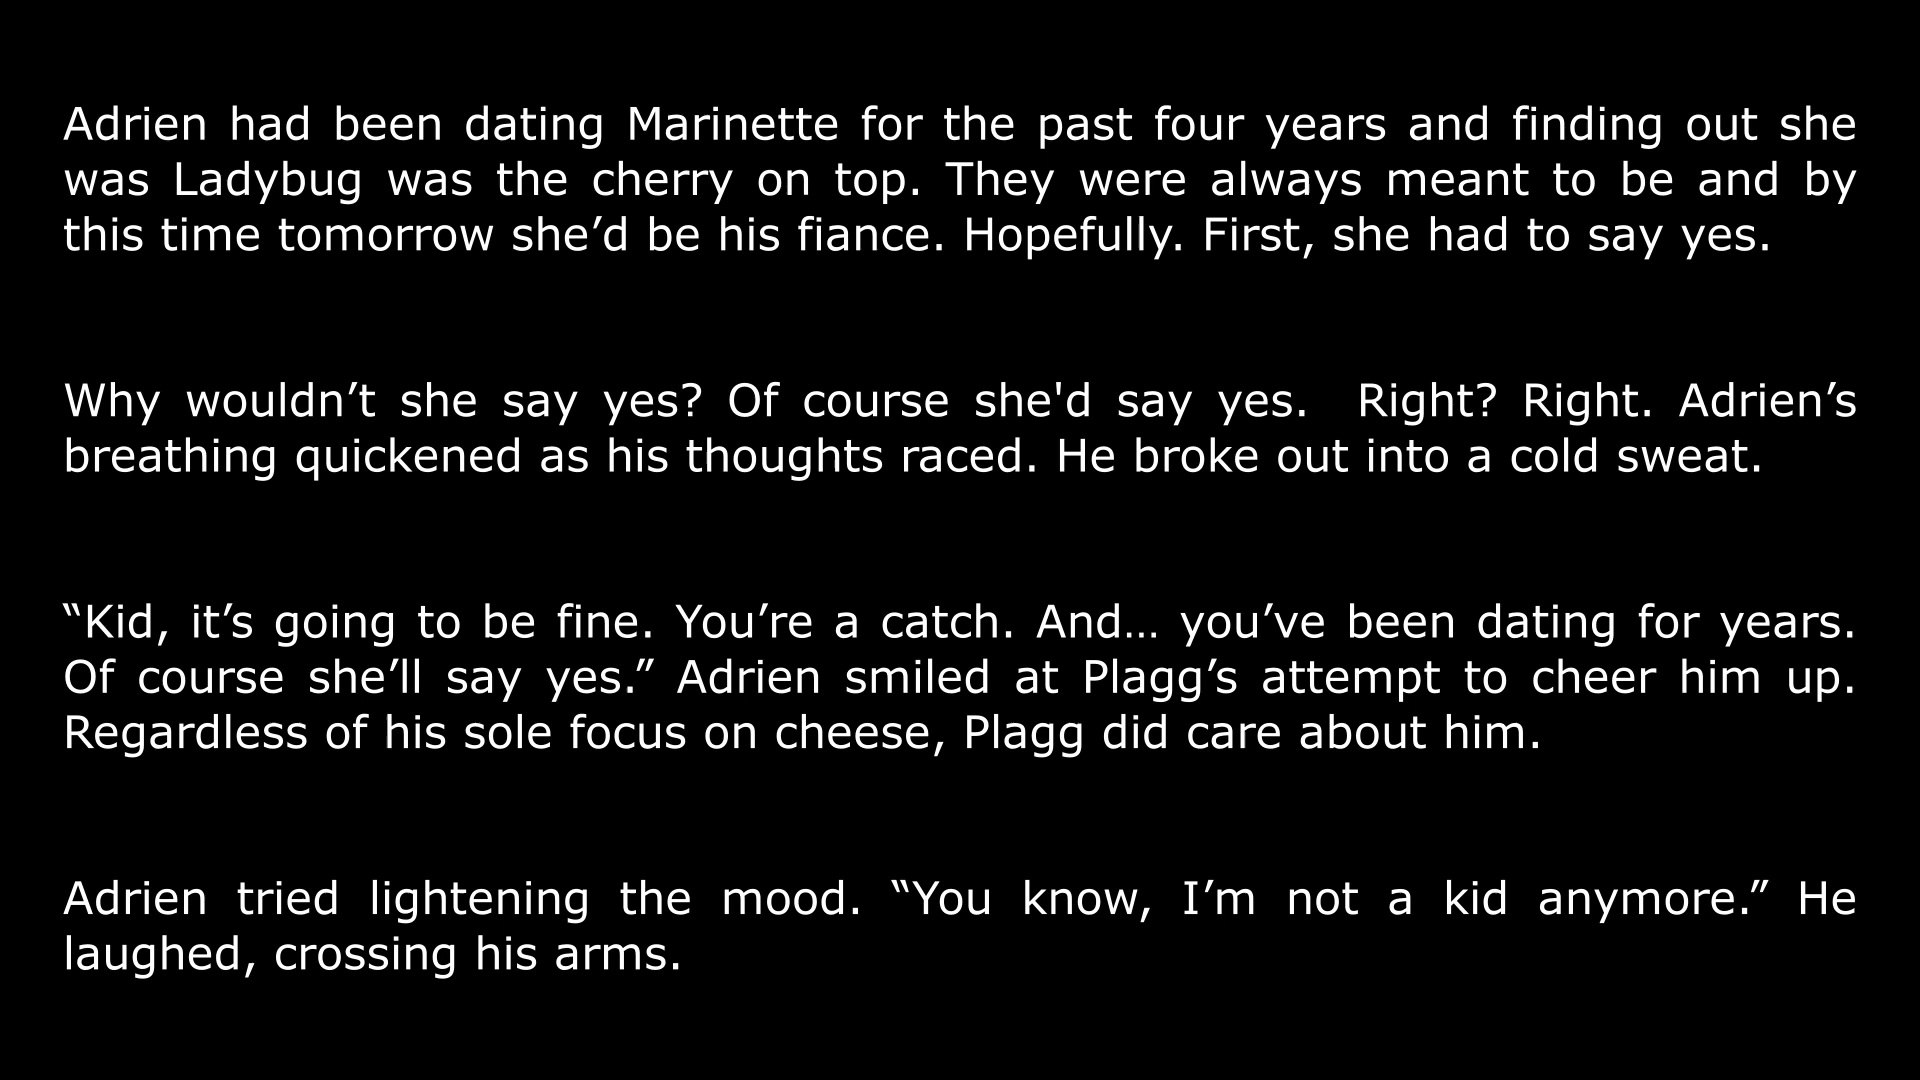 Adrien had been dating Marinette for the past four years and finding out she
was Ladybug was the cherry on top. They were always meant to be and by
this time tomorrow she’d be his fiance. Hopefully. First, she had to say yes.
Why wouldn’t she say yes? Of course she'd say yes.  Right? Right. Adrien’s
breathing quickened as his thoughts raced. He broke out into a cold sweat.
“Kid, it’s going to be fine. You’re a catch. And… you’ve been dating for years.
Of course she’ll say yes.” Adrien smiled at Plagg’s attempt to cheer him up.
Regardless of his sole focus on cheese, Plagg did care about him.
Adrien tried lightening the mood. “You know, I’m not a kid anymore.” He
laughed, crossing his arms.